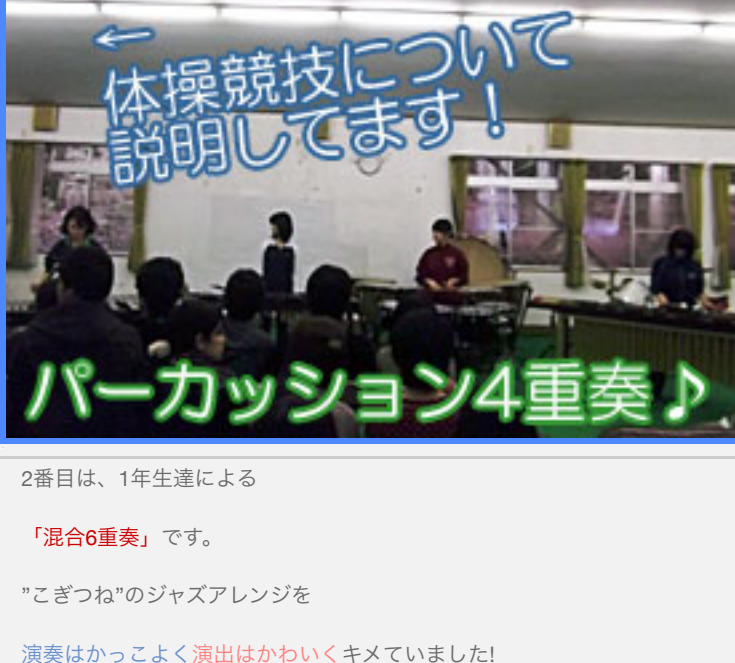 ←
体操競技について
説明してます！
パーカッション4重奏♪
2番目は、1年生達による
「混合6重奏」です。
”こぎつね”のジャズアレンジを
演奏はかっこよく演出はかわいくキメていました!